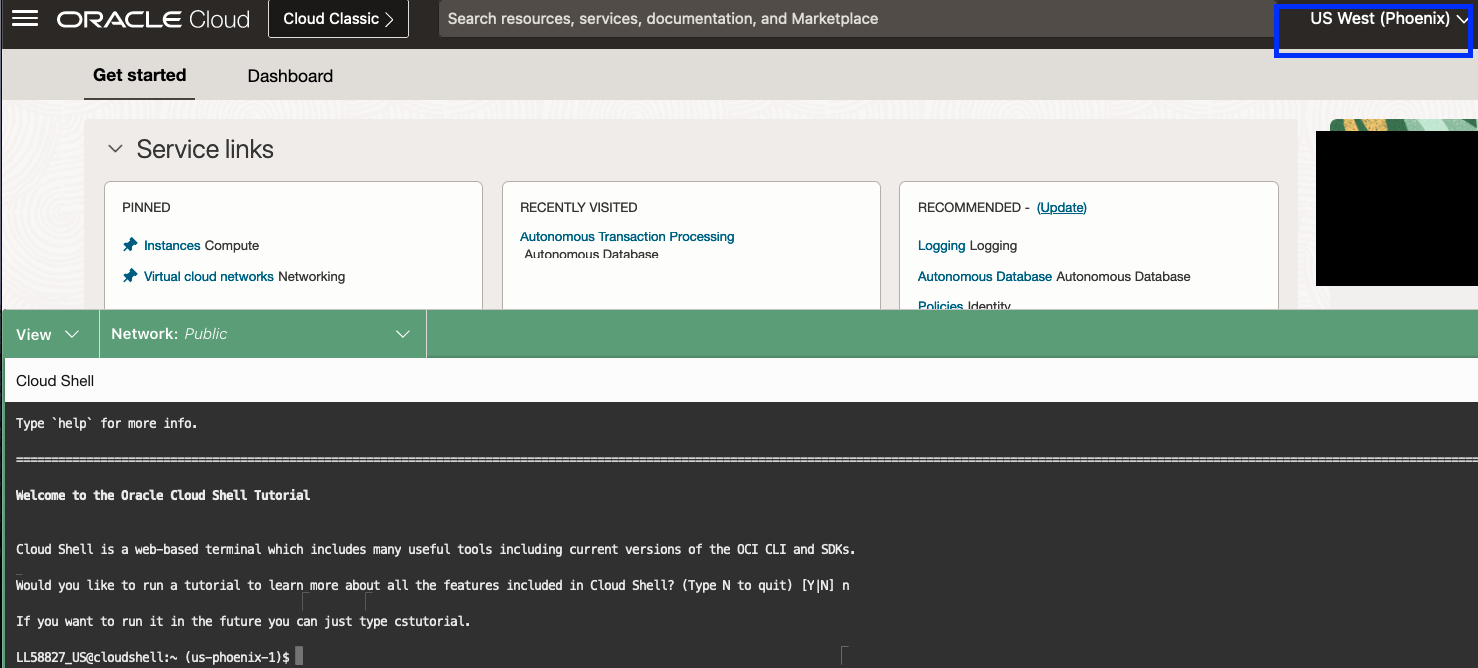 ORACLE Cloud
Cloud Classic >
Search resources, services, documentation, and Marketplace
US West (Phoenix)
Get started
Dashboard
Service links
PINNED
Instances Compute
Virtual cloud networks Networking
RECENTLY VISITED
Autonomous Transaction Processing
Autonomous Database
RECOMMENDED - (Update)
Logging Logging
Autonomous Database Autonomous Database
Policies Identity
View
Network: Public
Cloud Shell
Type `help` for more info.
Welcome to the Oracle Cloud Shell Tutorial
Cloud Shell is a web-based terminal which includes many useful tools including current versions of the OCI CLI and SDKs.
Would you like to run a tutorial to learn more about all the features included in Cloud Shell? (Type N to quit) [Y|N] n
If you want to run it in the future you can just type cstutorial.
LL58827_US@cloudshell:~ (us-phoenix-1)$